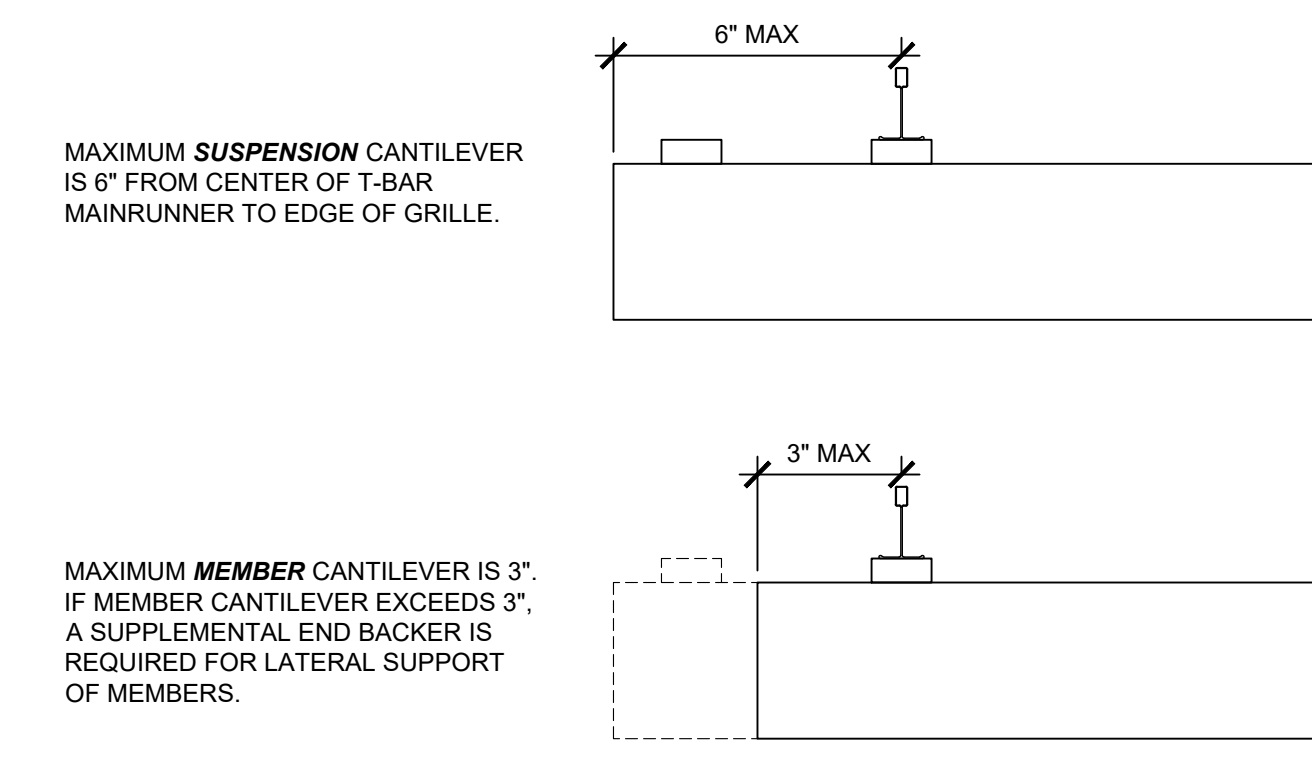 6" MAX
MAXIMUM SUSPENSION CANTILEVER
IS 6" FROM CENTER OF T-BAR
MAINRUNNER TO EDGE OF GRILLE.
3" MAX
MAXIMUM MEMBER CANTILEVER IS 3".
IF MEMBER CANTILEVER EXCEEDS 3",
A SUPPLEMENTAL END BACKER IS
REQUIRED FOR LATERAL SUPPORT
OF MEMBERS.